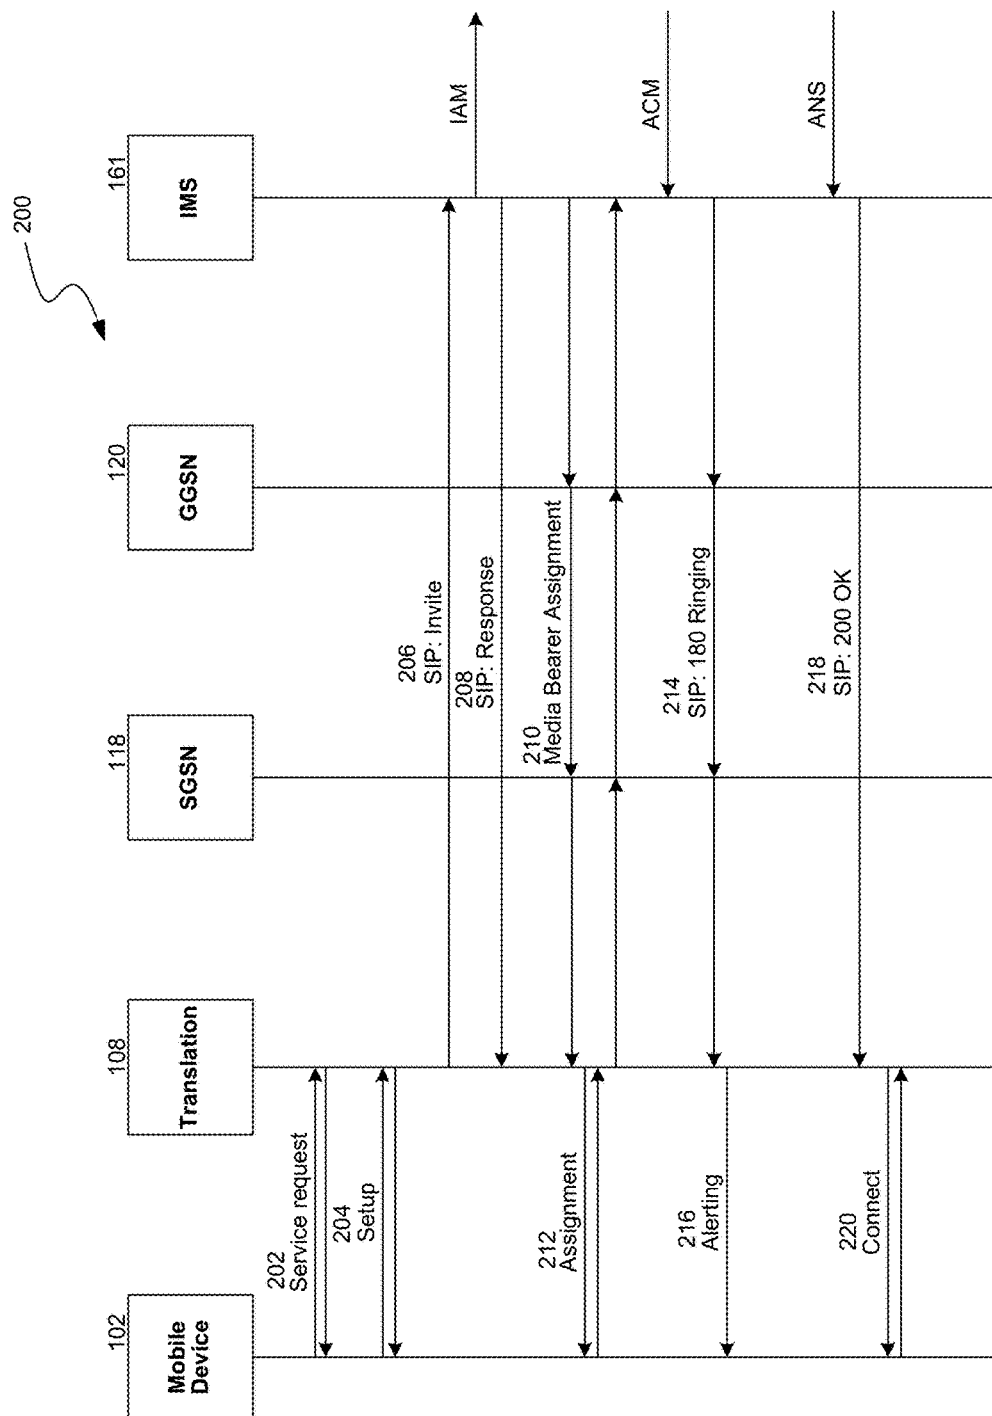 200
102
Mobile
Device
108
Translation
118
SGSN
120
GGSN
161
IMS
202
Service request
204
Setup
206
SIP: Invite
IAM
208
SIP: Response
210
Media Bearer Assignment
212
Assignment
ACM
214
SIP: 180 Ringing
216
Alerting
ANS
218
SIP: 200 OK
220
Connect